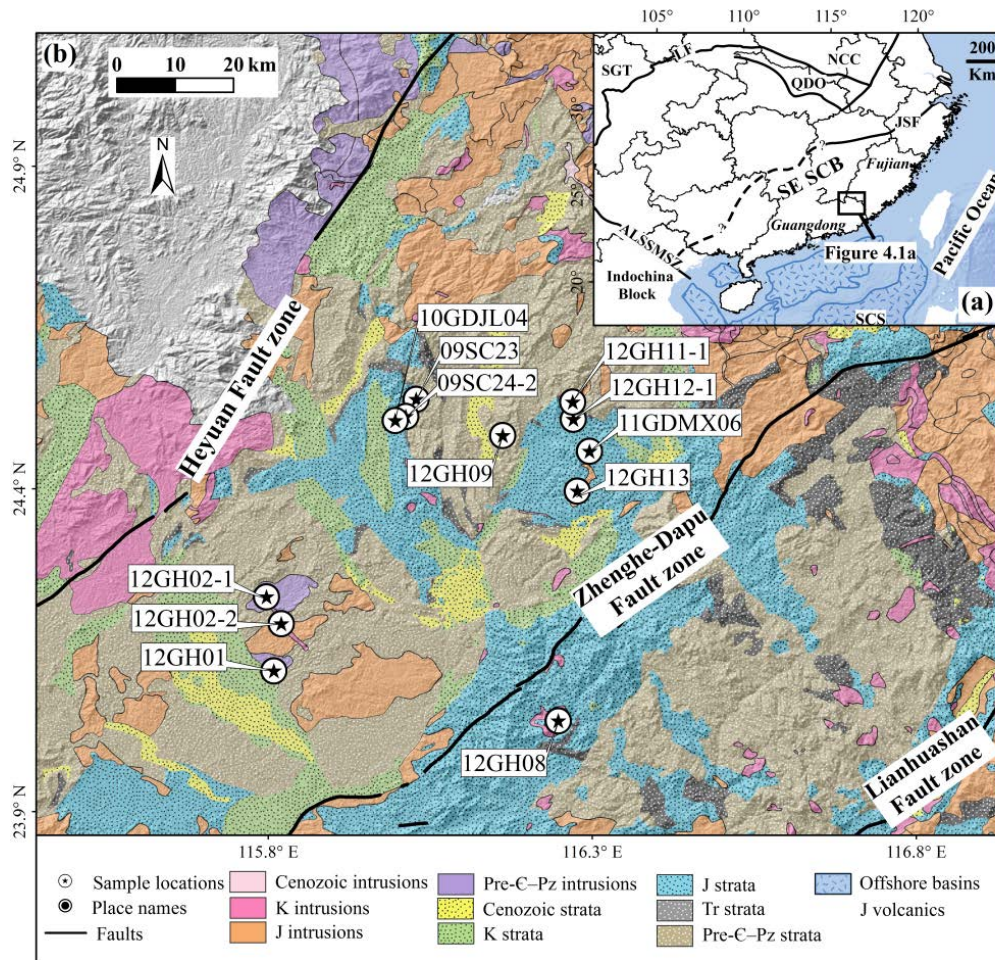 (b)
0 10 20 km
N
24.9° N
24.4° N
23.9° N
115.8° E
116.3° E
116.8° E
105° 110° 115° 120°
30°
25°
20°
200
Km
SGT
LF
NCC
QDO
JSF
?
SE SCB
Fujian
?
Guangdong
ALSSMSZ
Indochina
Block
Figure 4.1a
Pacific Ocean
(a)
SCS
Heyuan Fault zone
10GDJL04
09SC23
09SC24-2
12GH09
12GH11-1
12GH12-1
11GDMX06
12GH13
Zhenghe-Dapu
Fault zone
12GH02-1
12GH02-2
12GH01
12GH08
Lianhuashan
Fault zone
Sample locations
Place names
Faults
Cenozoic intrusions
K intrusions
J intrusions
Pre-Є–Pz intrusions
Cenozoic strata
K strata
J strata
Tr strata
Pre-Є–Pz strata
Offshore basins
J volcanics